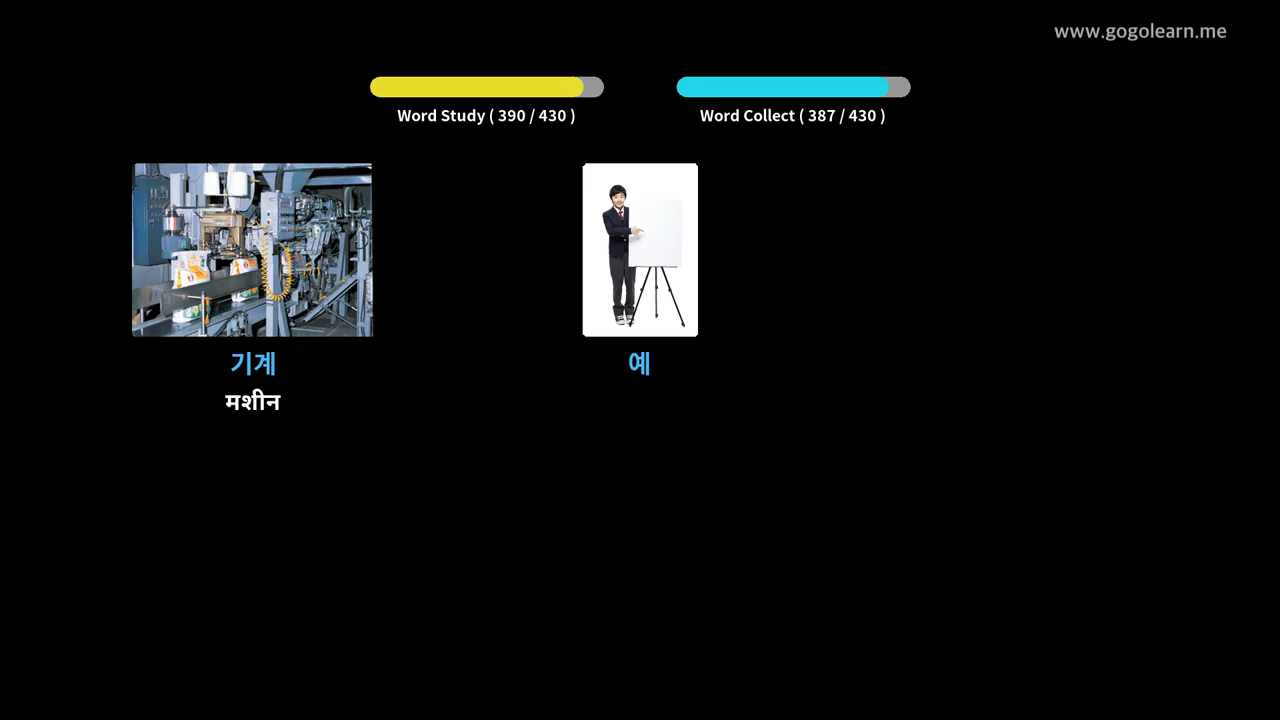 www.gogolearn.me
Word Study ( 390 / 430 )
Word Collect ( 387 / 430 )
기계
예
मशीन